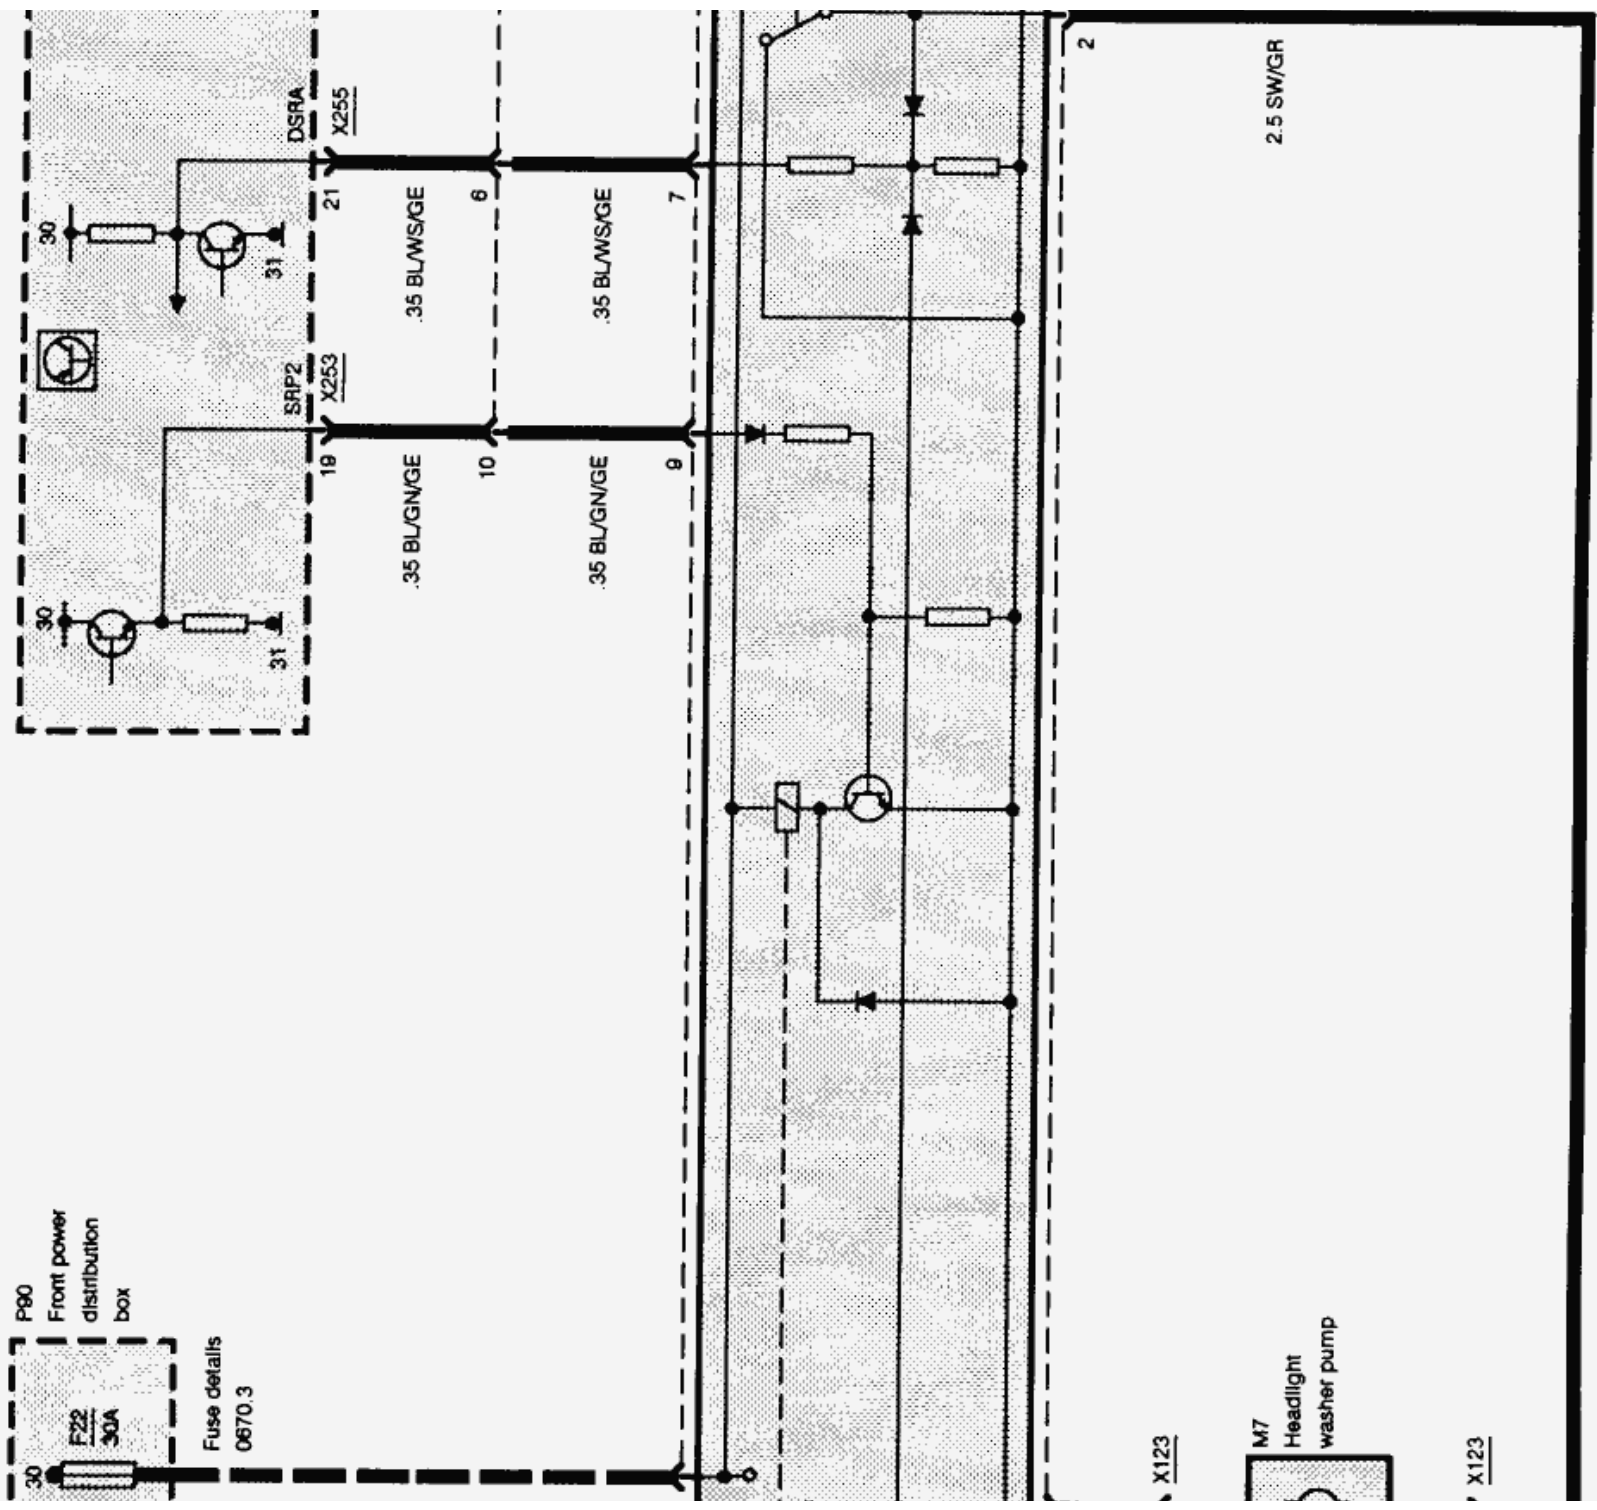 2
2.5 SW/GR
DSRA
X255
21
6
7
.35 BL/WS/GE
.35 BL/WS/GE
30
31
SRP2
X253
19
10
9
.35 BL/GN/GE
.35 BL/GN/GE
30
31
P90
Front power
distribution
box
F22
30A
30
Fuse details
0670.3
M7
Headlight
washer pump
X123
X123